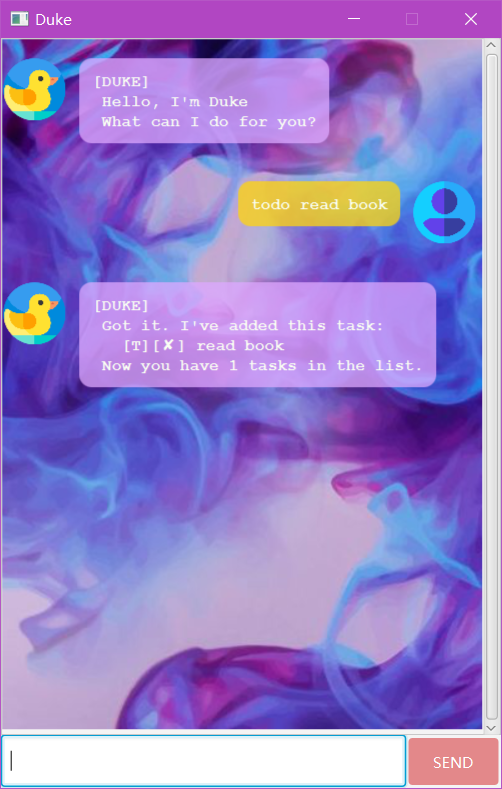 Duke
[DUKE]
Hello, I'm Duke
What can I do for you?
todo read book
[DUKE]
Got it. I've added this task:
[T][✘] read book
Now you have 1 tasks in the list.
SEND